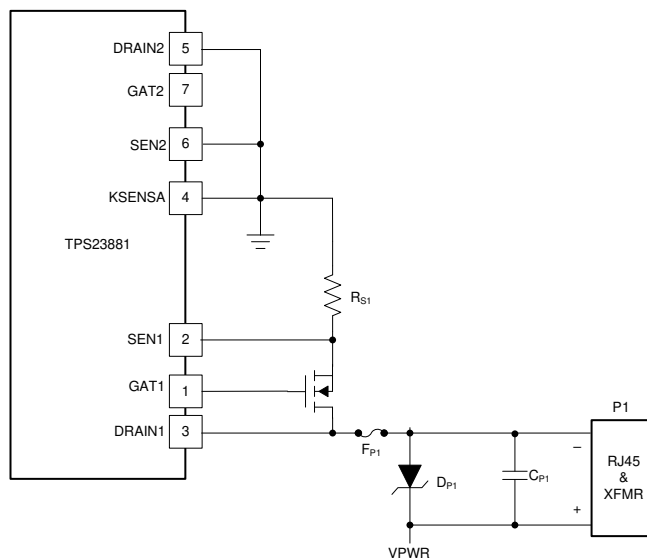 DRAIN2 5
GAT2 7
SEN2 6
KSENSA 4
TPS23881
RS1
SEN1 2
GAT1 1
DRAIN1 3
FP1
DP1
CP1
P1
–
RJ45
&
XFMR
+
VPWR